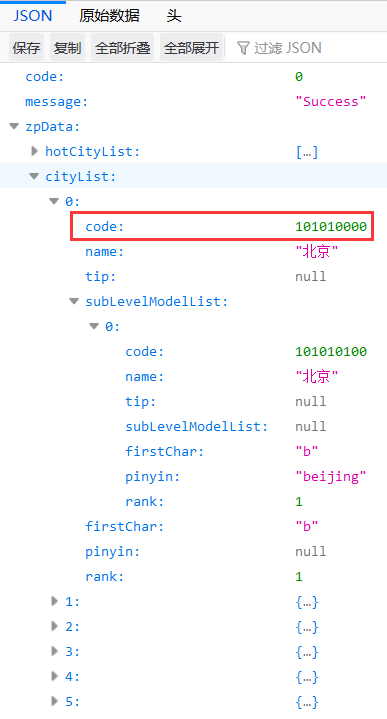 JSON 原始数据 头
保存 复制 全部折叠 全部展开 过滤 JSON
code: 0
message: "Success"
zpData:
hotCityList: […]
cityList:
0:
code: 101010000
name: "北京"
tip: null
subLevelModelList:
0:
code: 101010100
name: "北京"
tip: null
subLevelModelList: null
firstChar: "b"
pinyin: "beijing"
rank: 1
firstChar: "b"
pinyin: null
rank: 1
1: {…}
2: {…}
3: {…}
4: {…}
5: {…}